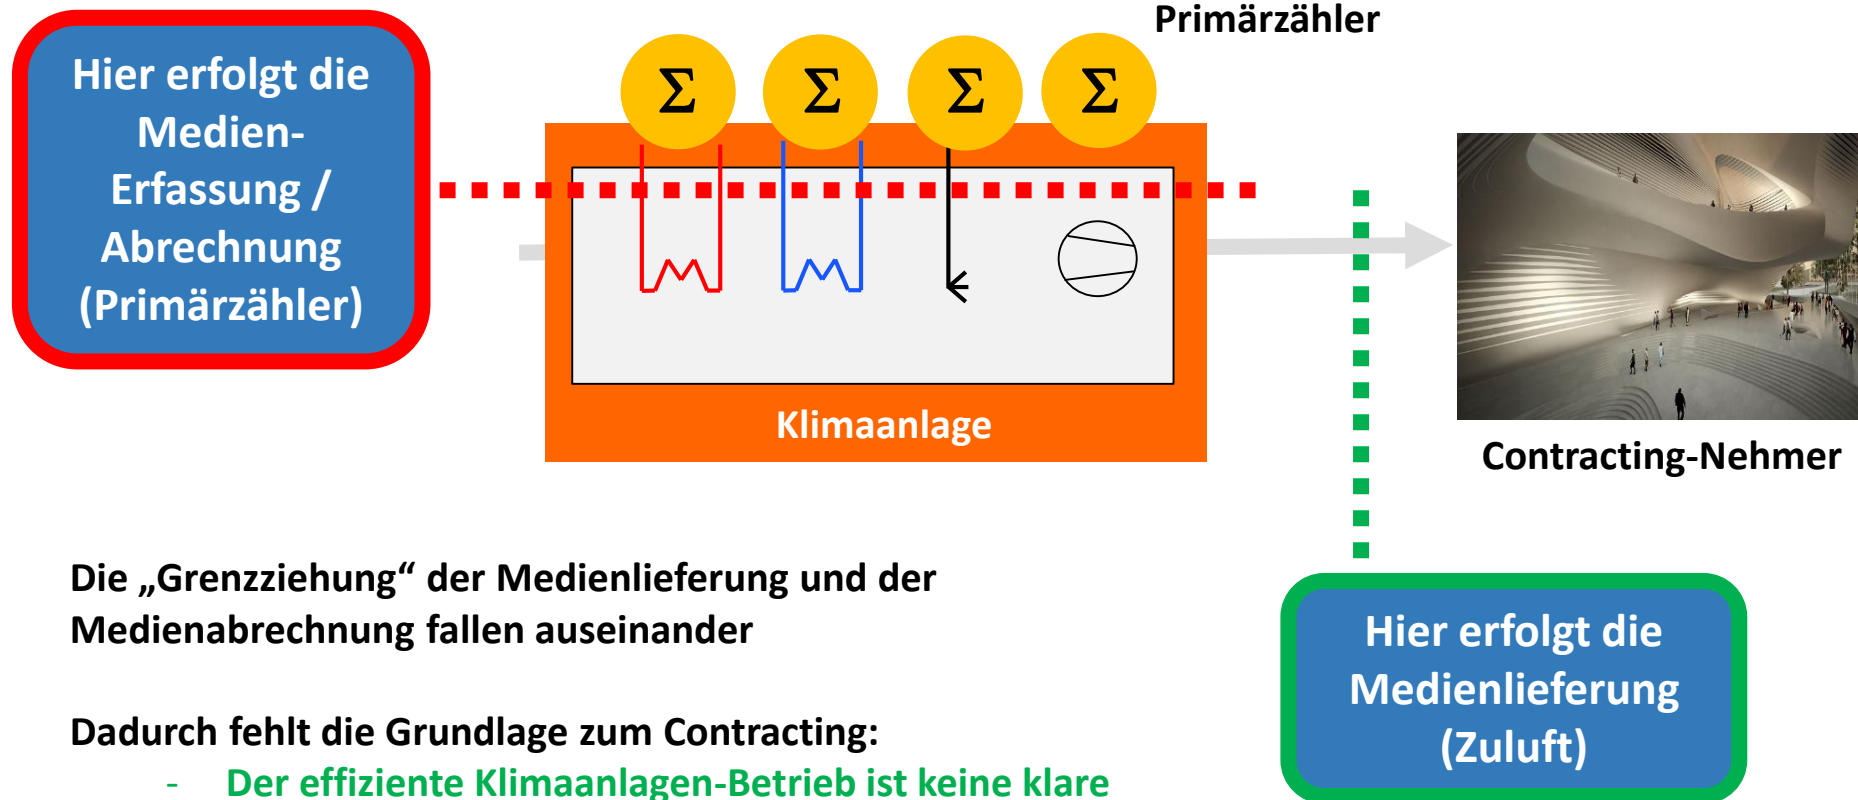 Primärzähler
Hier erfolgt die
Medien-
Erfassung /
Abrechnung
(Primärzähler)
Σ Σ Σ Σ
Klimaanlage
Contracting-Nehmer
Die „Grenzziehung“ der Medienlieferung und der
Medienabrechnung fallen auseinander
Dadurch fehlt die Grundlage zum Contracting:
- Der effiziente Klimaanlagen-Betrieb ist keine klare
Hier erfolgt die
Medienlieferung
(Zuluft)